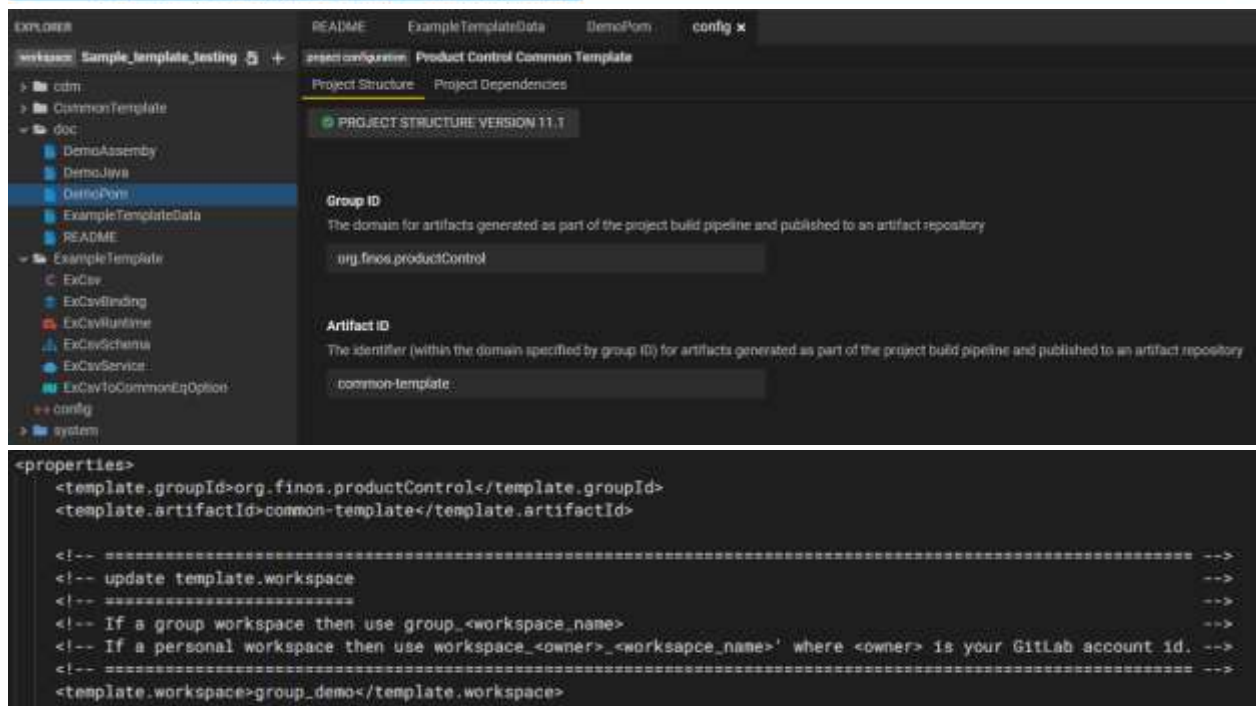 EXPLORER
workspace Sample_template_testing +
> cdm
> CommonTemplate
doc
DemoAssemby
DemoJava
DemoPom
ExampleTemplateData
README
ExampleTemplate
C ExCsv
ExCsvBinding
ExCsvRuntime
ExCsvSchema
ExCsvService
ExCsvToCommonEqOption
config
> system
README ExampleTemplateData DemoPom config x
project configuration Product Control Common Template
Project Structure Project Dependencies
PROJECT STRUCTURE VERSION 11.1
Group ID
The domain for artifacts generated as part of the project build pipeline and published to an artifact repository
org.finos.productControl
Artifact ID
The identifier (within the domain specified by group ID) for artifacts generated as part of the project build pipeline and published to an artifact repository
common-template
<properties>
<template.groupId>org.finos.productControl</template.groupId>
<template.artifactId>common-template</template.artifactId>
<!-- ============================================================================================================== -->
<!-- update template.workspace -->
<!-- ========================= -->
<!-- If a group workspace then use group_<workspace_name> -->
<!-- If a personal workspace then use workspace_<owner>_<worksapce_name>' where <owner> is your GitLab account id. -->
<!-- ============================================================================================================== -->
<template.workspace>group_demo</template.workspace>